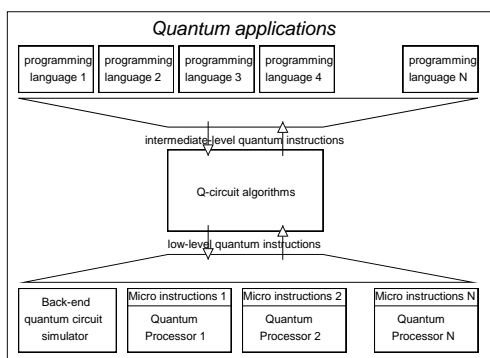 Quantum applications
programming
language 1
programming
language 2
programming
language 3
programming
language 4
programming
language N
intermediate-level quantum instructions
Q-circuit algorithms
low-level quantum instructions
Back-end
quantum circuit
simulator
Micro instructions 1
Quantum
Processor 1
Micro instructions 2
Quantum
Processor 2
Micro instructions N
Quantum
Processor N